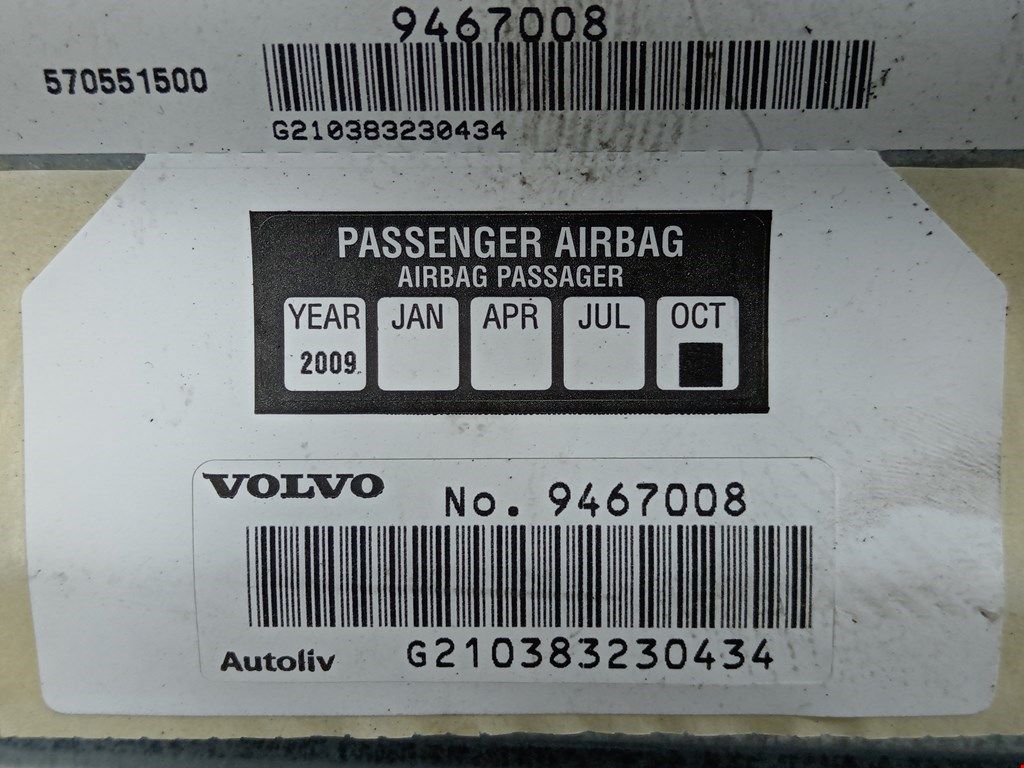 9467008
570551500
G210383230434
PASSENGER AIRBAG
AIRBAG PASSAGER
YEAR JAN APR JUL OCT
2009
VOLVO No. 9467008
Autoliv G210383230434